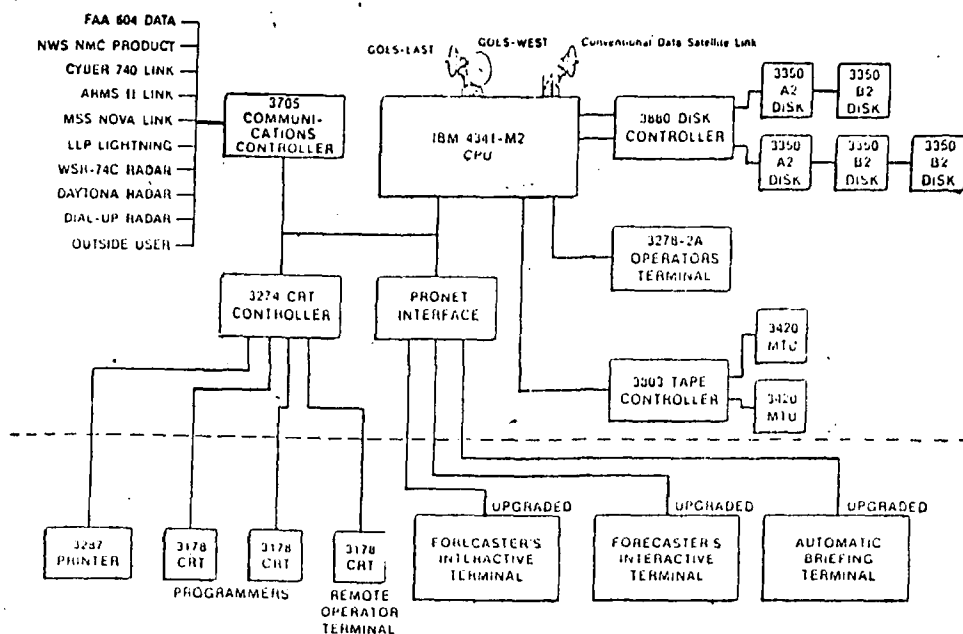 FAA 604 DATA
NWS NMC PRODUCT
CYBER 740 LINK
ARMS II LINK
MSS NOVA LINK
LLP LIGHTNING
WSR-74C RADAR
DAYTONA RADAR
DIAL-UP RADAR
OUTSIDE USER
3705
COMMUNI-
CATIONS
CONTROLLER
GOES-EAST
GOES-WEST
Conventional Data Satellite Link
IBM 4341-M2
CPU
3880 DISK
CONTROLLER
3350
A2
DISK
3350
B2
DISK
3350
A2
DISK
3350
B2
DISK
3350
B2
DISK
3278-2A
OPERATORS
TERMINAL
3274 CRT
CONTROLLER
PRONET
INTERFACE
3803 TAPE
CONTROLLER
3420
MTU
3420
MTU
3287
PRINTER
3178
CRT
3178
CRT
PROGRAMMERS
3178
CRT
REMOTE
OPERATOR
TERMINAL
UPGRADED
FORECASTER'S
INTERACTIVE
TERMINAL
UPGRADED
FORECASTER'S
INTERACTIVE
TERMINAL
UPGRADED
AUTOMATIC
BRIEFING
TERMINAL